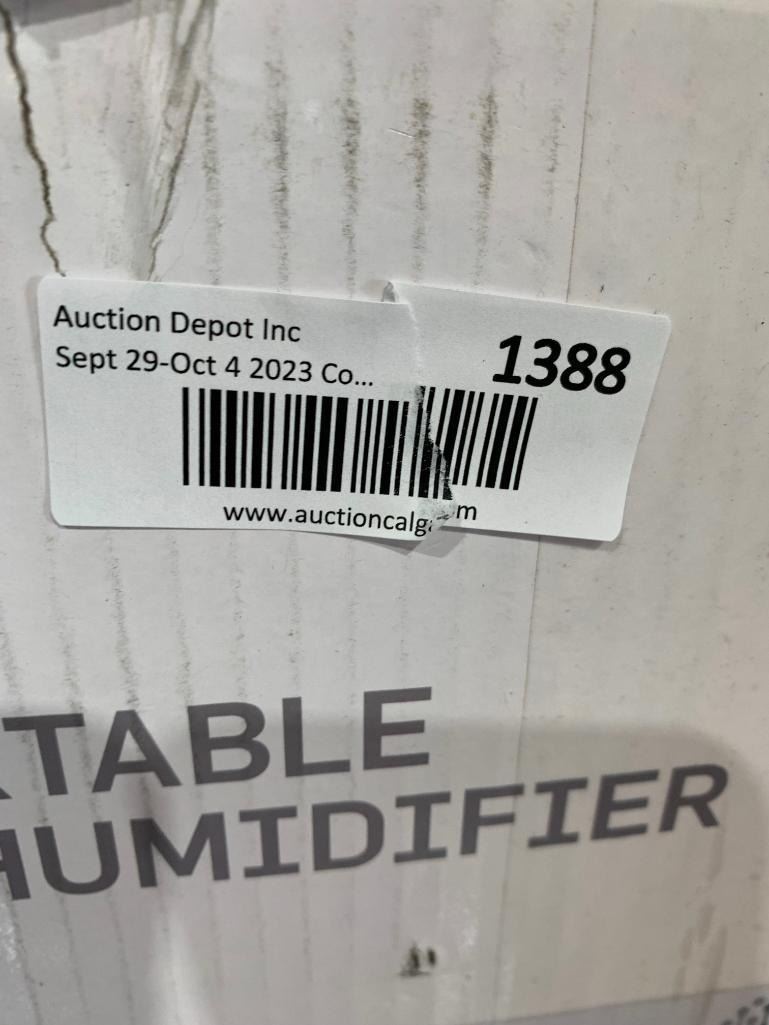 Auction Depot Inc
Sept 29-Oct 4 2023 Co...
1388
www.auctioncalg m
TABLE
HUMIDIFIER